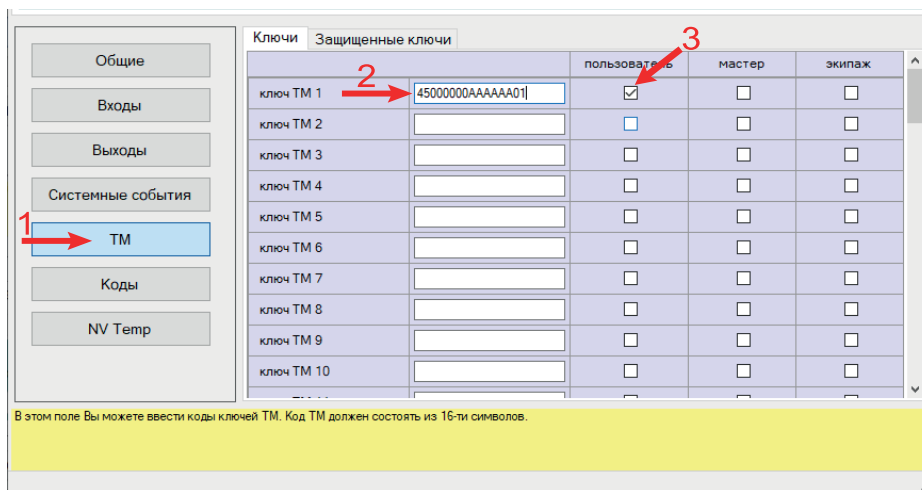 Ключи Защищенные ключи
3
Общие
Входы
Выходы
Системные события
1
ТМ
Коды
NV Temp
пользователь мастер экипаж
2
ключ ТМ 1 45000000AAAAAA01
ключ ТМ 2
ключ ТМ 3
ключ ТМ 4
ключ ТМ 5
ключ ТМ 6
ключ ТМ 7
ключ ТМ 8
ключ ТМ 9
ключ ТМ 10
В этом поле Вы можете ввести коды ключей ТМ. Код ТМ должен состоять из 16-ти символов.